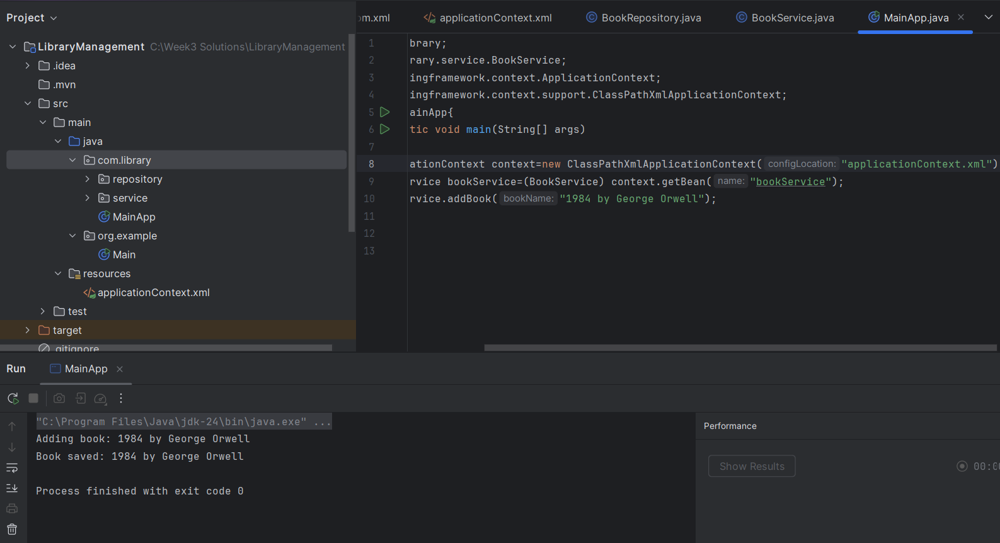 Project
om.xml
applicationContext.xml
BookRepository.java
BookService.java
MainApp.java
LibraryManagement C:\Week3 Solutions\LibraryManagement
.idea
.mvn
src
main
java
com.library
repository
service
MainApp
org.example
Main
resources
applicationContext.xml
test
target
.gitignore
1 brary;
2 rary.service.BookService;
3 ingframework.context.ApplicationContext;
4 ingframework.context.support.ClassPathXmlApplicationContext;
5 ainApp{
6 tic void main(String[] args)
7
8 ationContext context=new ClassPathXmlApplicationContext( configLocation: "applicationContext.xml")
9 rvice bookService=(BookService) context.getBean( name: "bookService");
10 rvice.addBook( bookName: "1984 by George Orwell");
11
12
13
Run
MainApp
"C:\Program Files\Java\jdk-24\bin\java.exe" ...
Adding book: 1984 by George Orwell
Book saved: 1984 by George Orwell
Process finished with exit code 0
Performance
Show Results
00:0